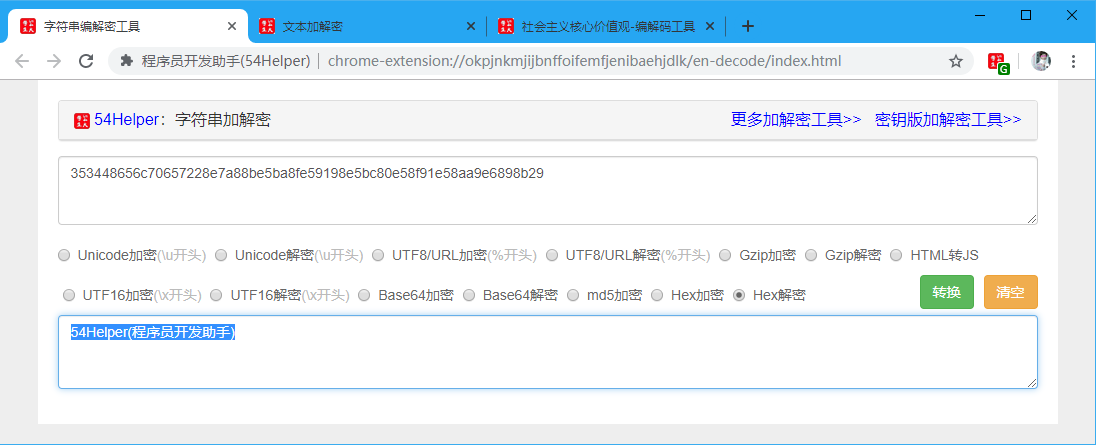 字符串编解密工具
文本加解密
社会主义核心价值观-编解码工具
程序员开发助手(54Helper) | chrome-extension://okpjnkmjijbnffoifemfjenibaehjdlk/en-decode/index.html
54Helper：字符串加解密
更多加解密工具>> 密钥版加解密工具>>
353448656c70657228e7a88be5ba8fe59198e5bc80e58f91e58aa9e6898b29
Unicode加密(\u开头) Unicode解密(\u开头) UTF8/URL加密(%开头) UTF8/URL解密(%开头) Gzip加密 Gzip解密 HTML转JS
UTF16加密(\x开头) UTF16解密(\x开头) Base64加密 Base64解密 md5加密 Hex加密 Hex解密 转换 清空
54Helper(程序员开发助手)